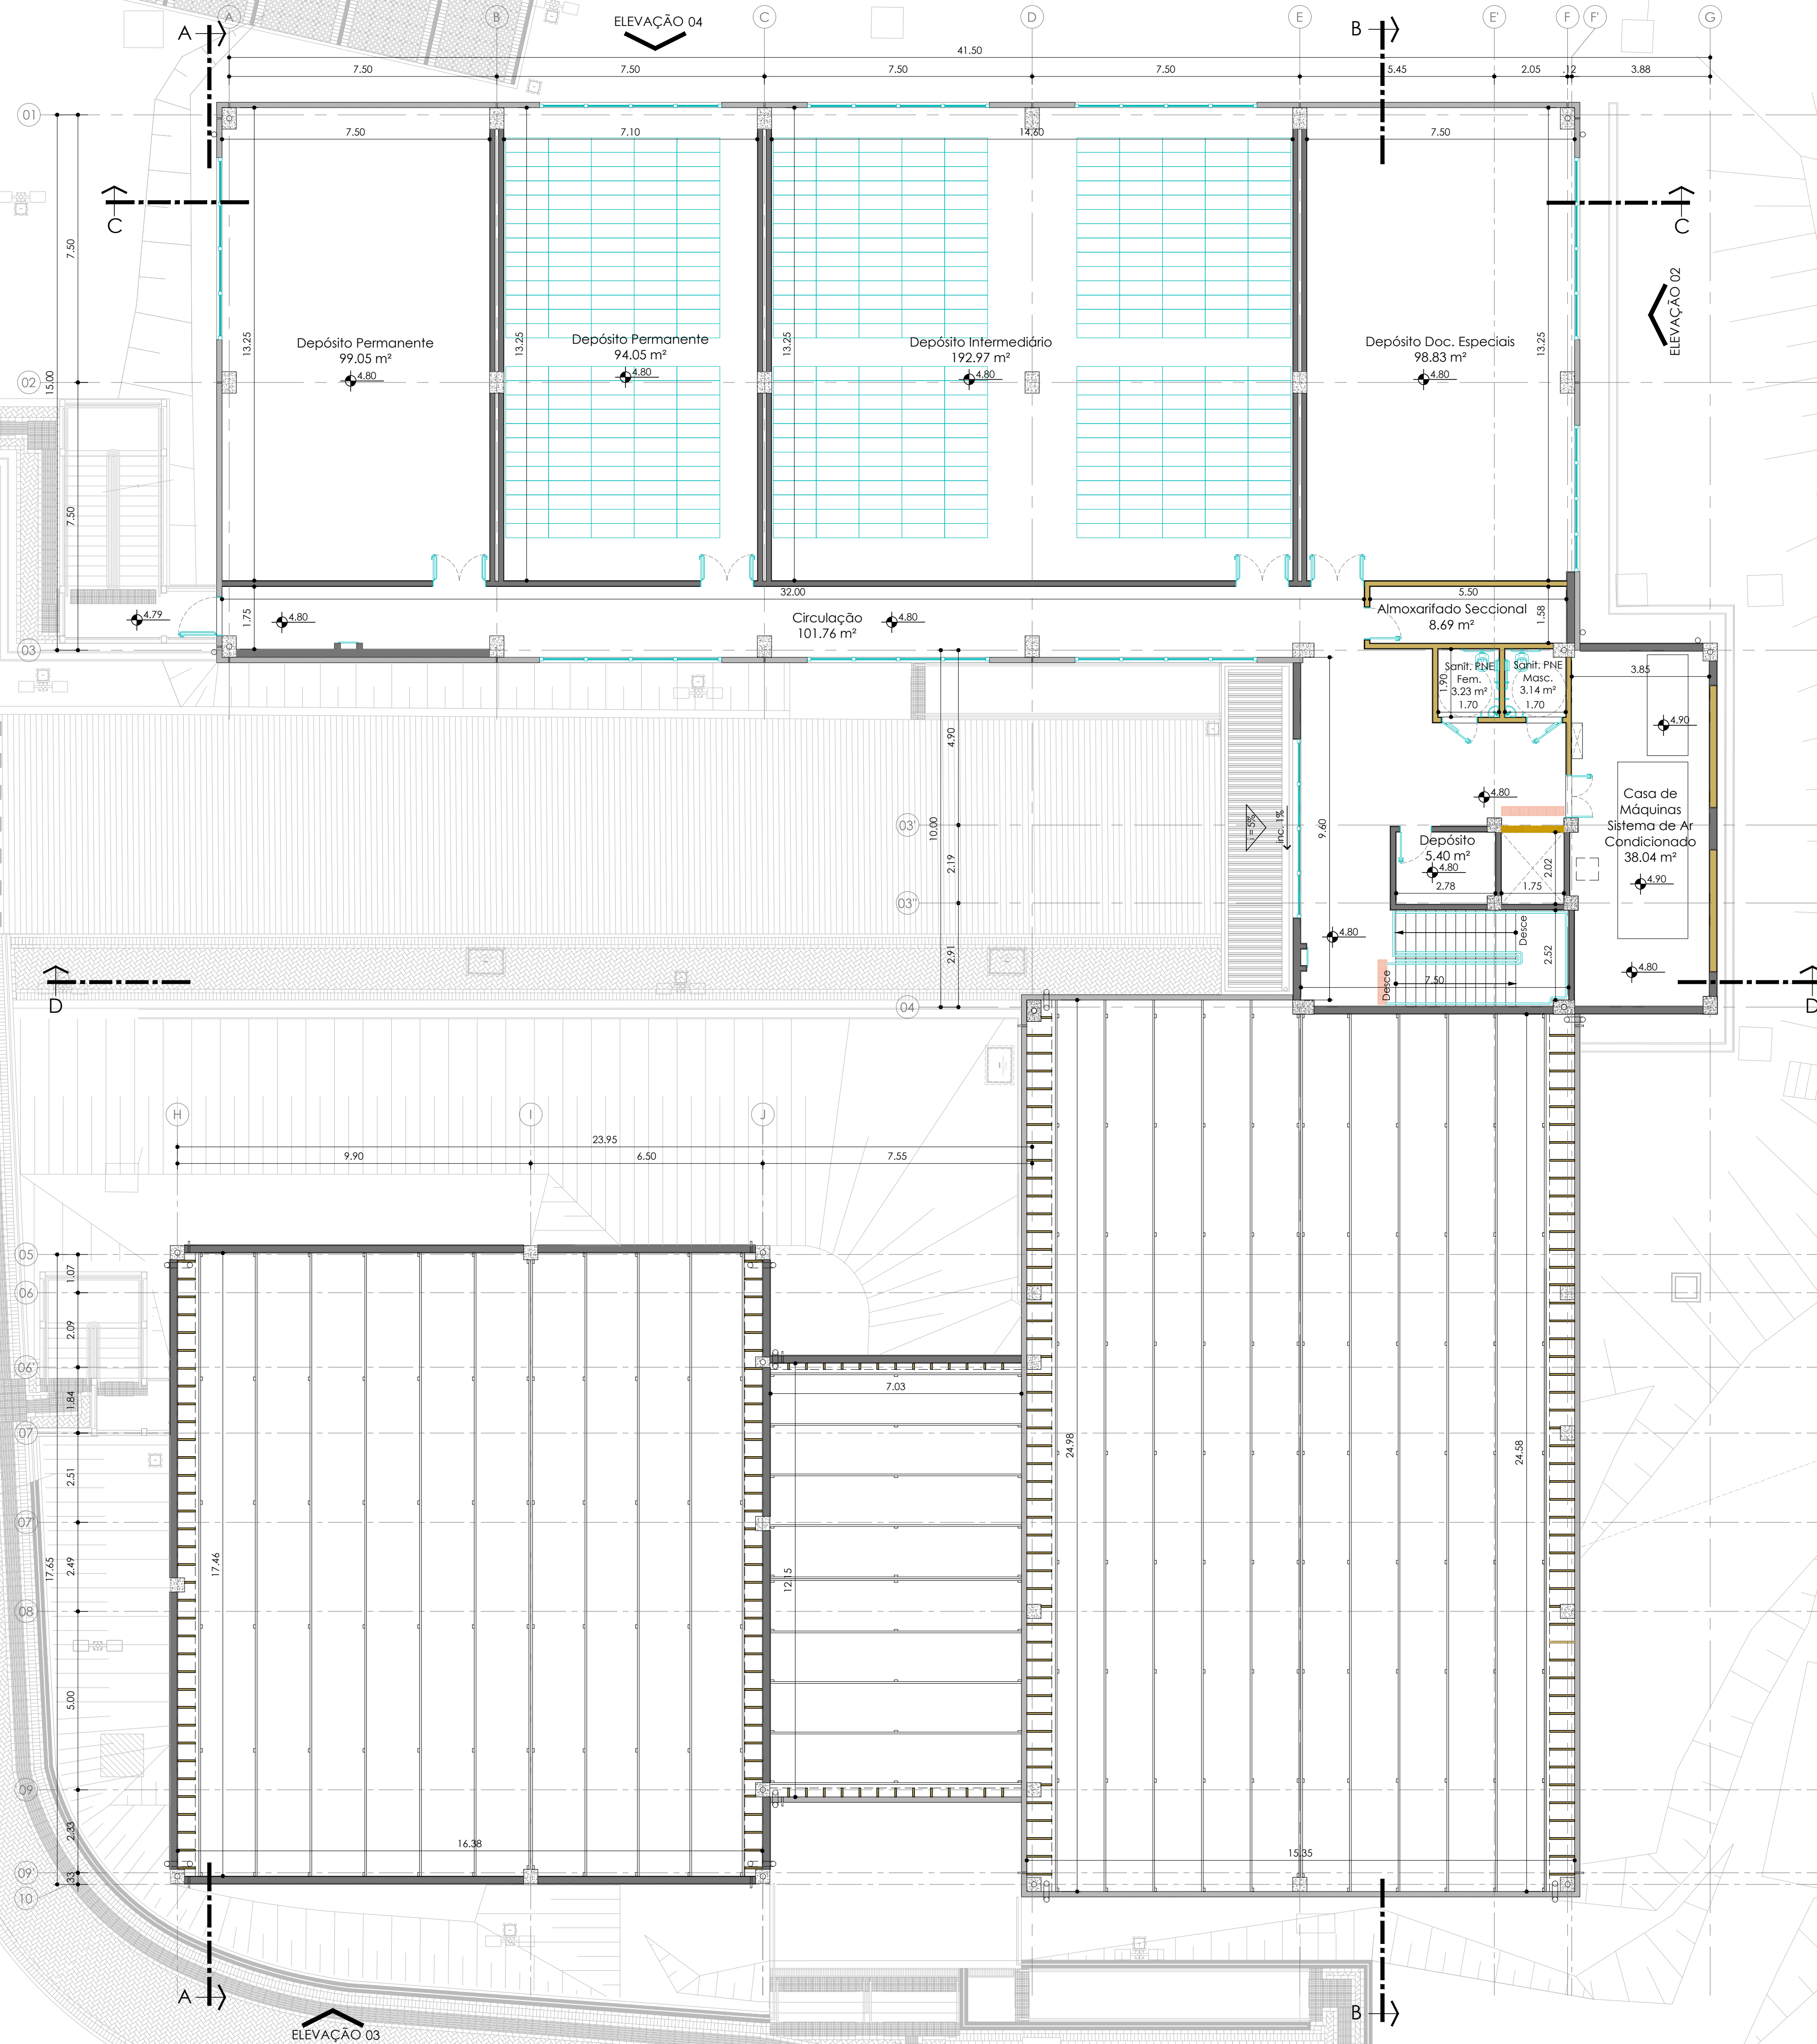 ELEVAÇÃO 04
A
A
B
C
D
E
B
E'
F
F'
G
41.50
7.50
7.50
7.50
7.50
5.45
2.05
.12
3.88
01
7.50
7.10
14.60
7.50
C
C
7.50
ELEVAÇÃO 02
13.25
13.25
13.25
13.25
Depósito Permanente
99.05 m²
4.80
Depósito Permanente
94.05 m²
4.80
Depósito Intermediário
192.97 m²
4.80
Depósito Doc. Especiais
98.83 m²
4.80
02
15.00
7.50
32.00
5.50
1.75
4.79
4.80
Circulação
101.76 m²
4.80
Almoxarifado Seccional
8.69 m²
1.58
03
Sanit. PNE
Fem.
3.23 m²
1.70
1.90
Sanit. PNE
Masc.
3.14 m²
1.70
3.85
4.90
4.90
10.00
03'
2.19
i = 5%
inc. 1%
9.60
4.80
Casa de
Máquinas
Sistema de Ar
Condicionado
38.04 m²
4.90
Depósito
5.40 m²
4.80
2.78
1.75
2.02
03''
2.91
4.80
Desce
Desce
2.52
7.50
4.80
D
D
04
H
I
J
23.95
9.90
6.50
7.55
05
1.07
06
2.09
06'
1.84
07
2.51
07'
17.65
2.49
08
5.00
09
2.33
09'
.33
10
17.46
16.38
7.03
12.15
24.98
24.58
15.35
A
B
ELEVAÇÃO 03